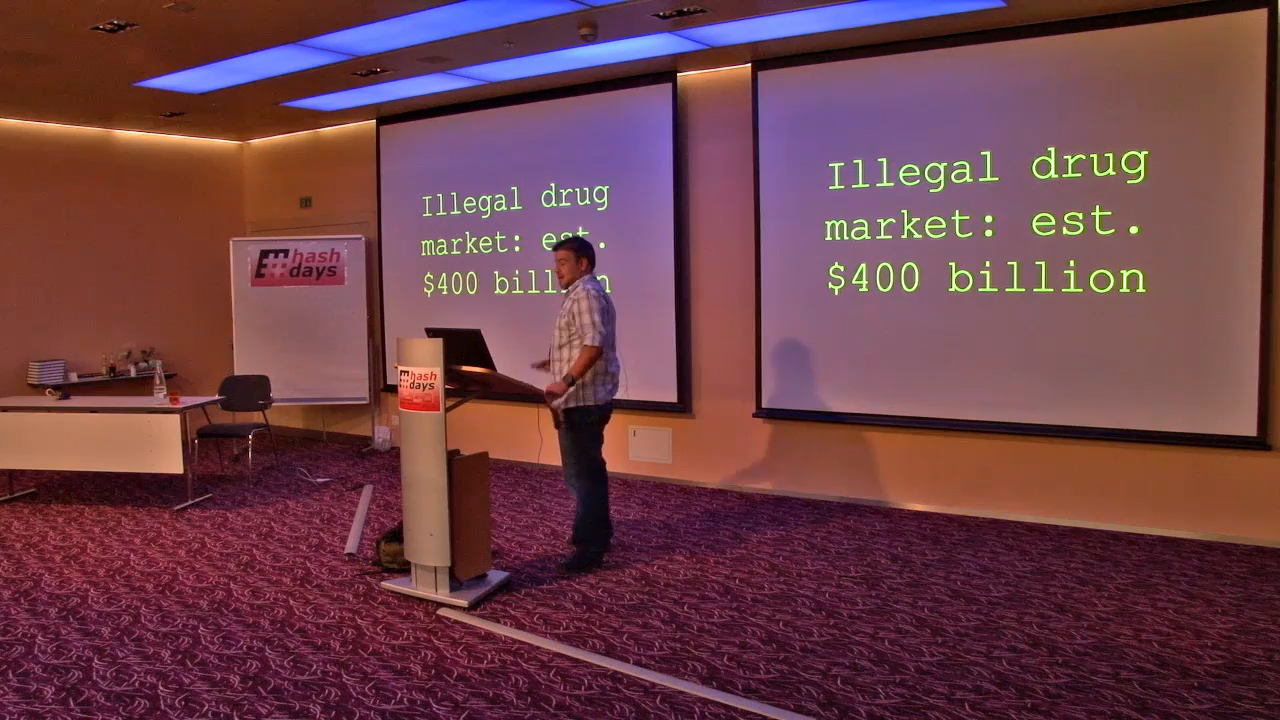 Illegal drug
market: est.
$400 billion
Illegal drug
market: est.
$400 billion
hash
days
hash
days